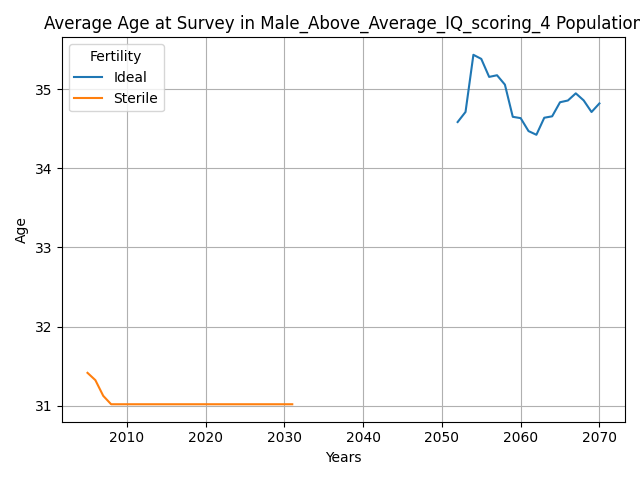 Average Age at Survey in Male_Above_Average_IQ_scoring_4 Population
Fertility
Ideal
Sterile
35
34
33
32
31
Age
2010 2020 2030 2040 2050 2060 2070
Years